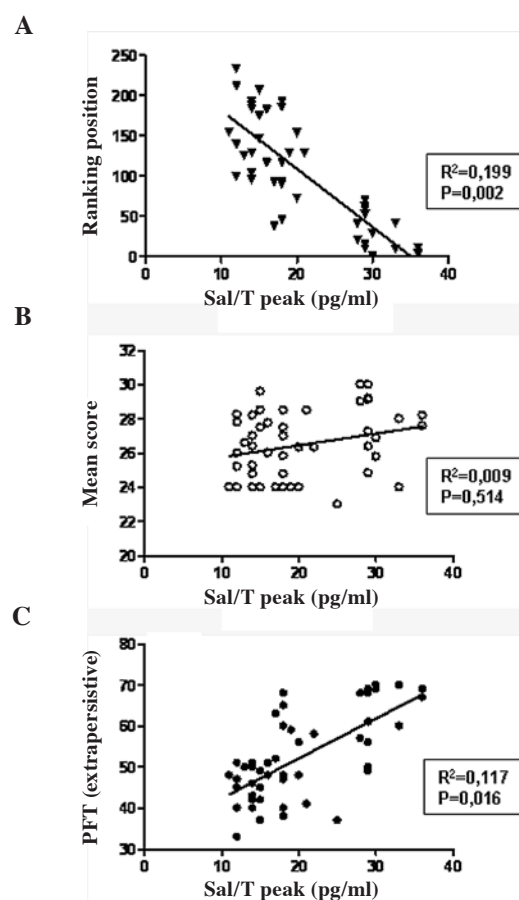 A
250
200
150
100
50
0
Ranking position
R²=0,199
P=0,002
0 10 20 30 40
Sal/T peak (pg/ml)
B
32
30
28
26
24
22
20
Mean score
R²=0,009
P=0,514
0 10 20 30 40
Sal/T peak (pg/ml)
C
80
70
60
50
40
30
PFT (extrapersistive)
R²=0,117
P=0,016
0 10 20 30 40
Sal/T peak (pg/ml)